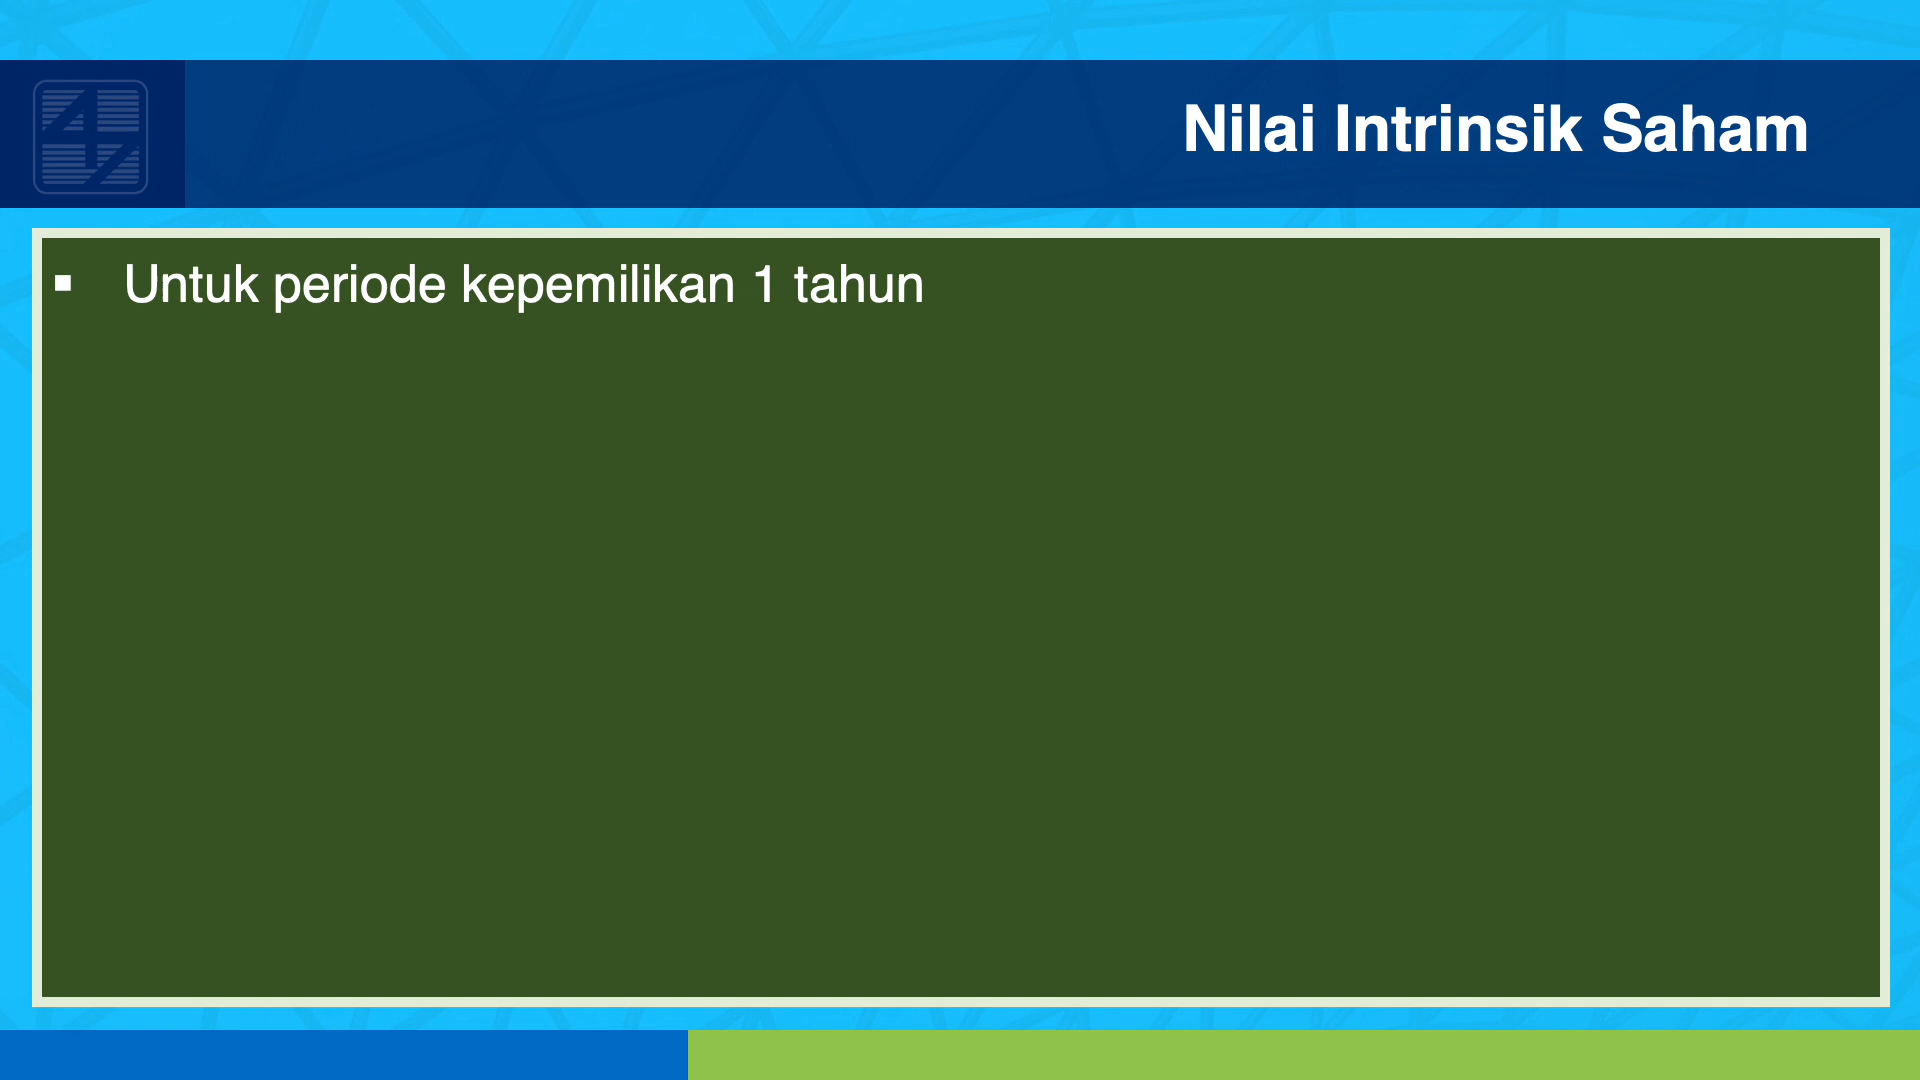 Nilai Intrinsik Saham
▪ Untuk periode kepemilikan 1 tahun